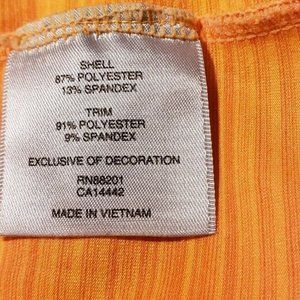 SHELL
87% POLYESTER
13% SPANDEX
TRIM
91% POLYESTER
9% SPANDEX
EXCLUSIVE OF DECORATION
RN88201
CA14442
MADE IN VIETNAM